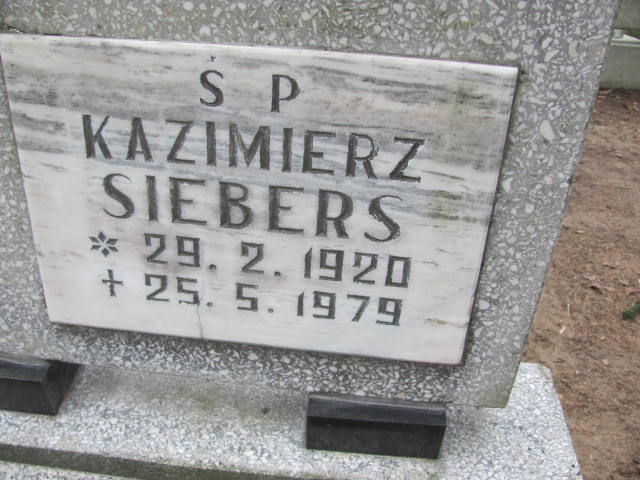 Ś P
KAZIMIERZ
SIEBERS
* 29. 2. 1920
+ 25. 5. 1979